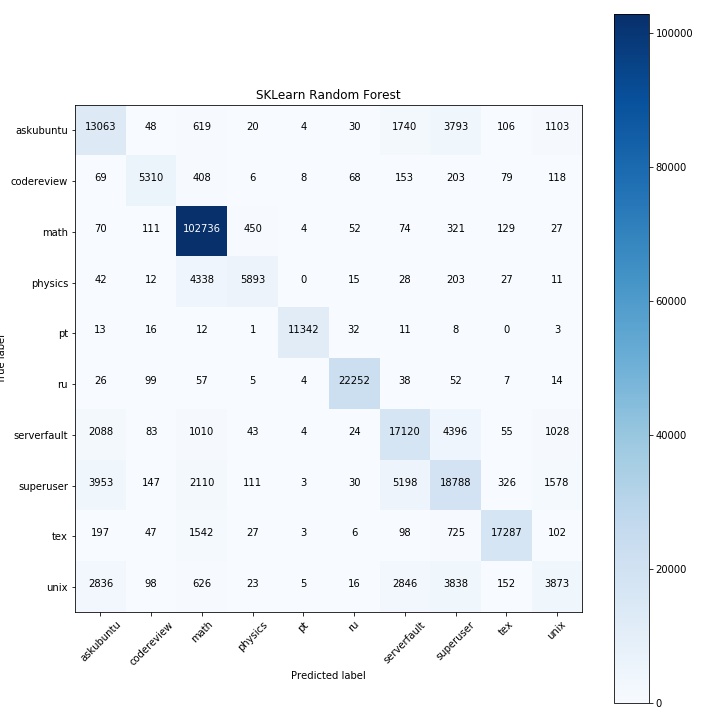 SKLearn Random Forest
askubuntu 13063 48 619 20 4 30 1740 3793 106 1103
codereview 69 5310 408 6 8 68 153 203 79 118
math 70 111 102736 450 4 52 74 321 129 27
physics 42 12 4338 5893 0 15 28 203 27 11
pt 13 16 12 1 11342 32 11 8 0 3
ru 26 99 57 5 4 22252 38 52 7 14
serverfault 2088 83 1010 43 4 24 17120 4396 55 1028
superuser 3953 147 2110 111 3 30 5198 18788 326 1578
tex 197 47 1542 27 3 6 98 725 17287 102
unix 2836 98 626 23 5 16 2846 3838 152 3873
askubuntu codereview math physics pt ru serverfault superuser tex unix
Predicted label
100000
80000
60000
40000
20000
0